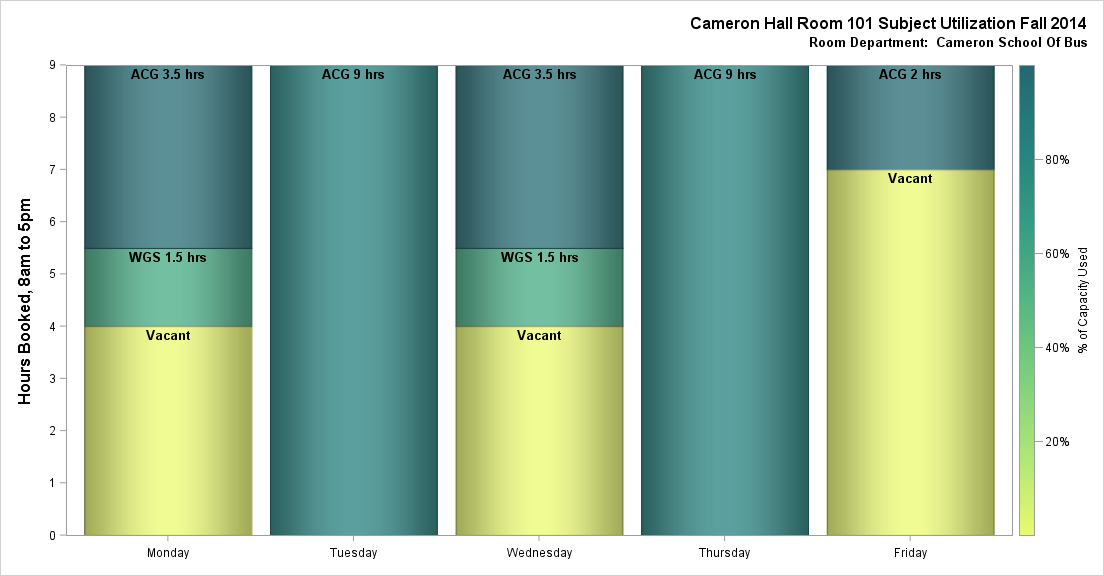 Cameron Hall Room 101 Subject Utilization Fall 2014
Room Department:  Cameron School Of Bus
Hours Booked, 8am to 5pm
9
8
7
6
5
4
3
2
1
0
ACG 3.5 hrs
WGS 1.5 hrs
Vacant
ACG 9 hrs
ACG 3.5 hrs
WGS 1.5 hrs
Vacant
ACG 9 hrs
ACG 2 hrs
Vacant
Monday
Tuesday
Wednesday
Thursday
Friday
80%
60%
40%
20%
% of Capacity Used